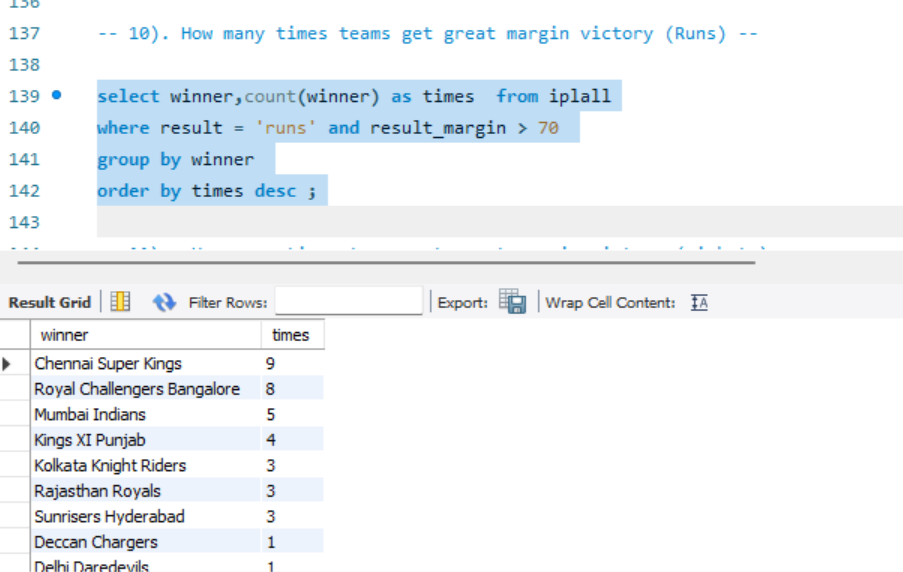 136
137 -- 10). How many times teams get great margin victory (Runs) --
138
139 select winner,count(winner) as times from iplall
140 where result = 'runs' and result_margin > 70
141 group by winner
142 order by times desc ;
143
Result Grid Filter Rows: Export: Wrap Cell Content: IA
winner times
Chennai Super Kings 9
Royal Challengers Bangalore 8
Mumbai Indians 5
Kings XI Punjab 4
Kolkata Knight Riders 3
Rajasthan Royals 3
Sunrisers Hyderabad 3
Deccan Chargers 1
Delhi Daredevils 1